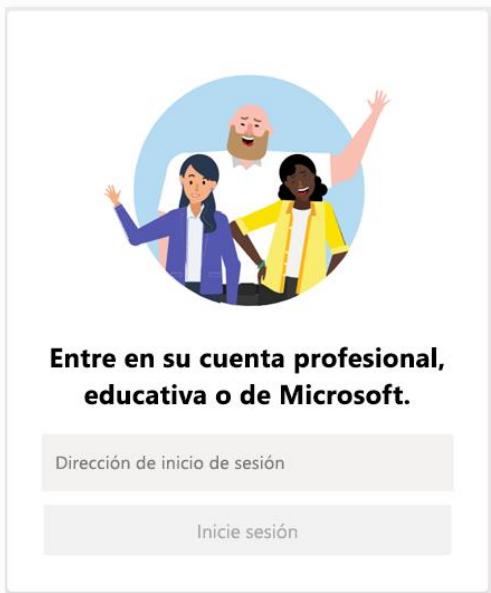 Entre en su cuenta profesional,
educativa o de Microsoft.
Dirección de inicio de sesión
Inicie sesión